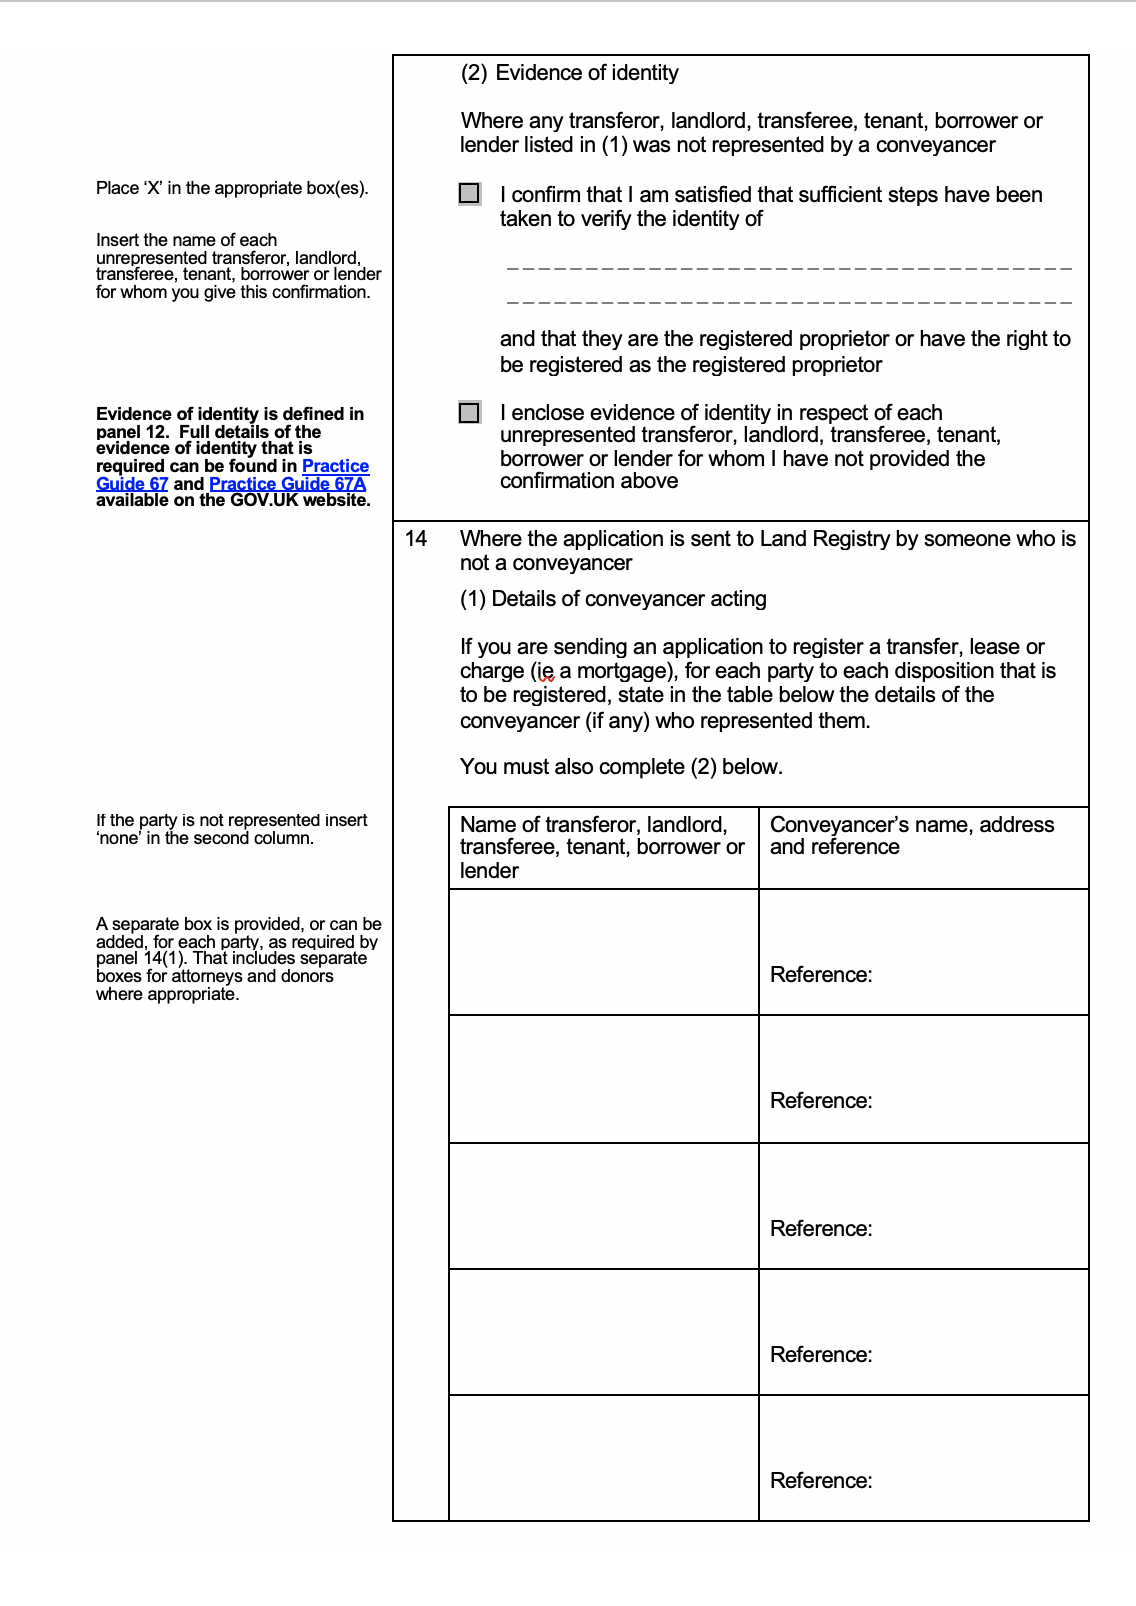 (2) Evidence of identity
Where any transferor, landlord, transferee, tenant, borrower or
lender listed in (1) was not represented by a conveyancer
Place ‘X’ in the appropriate box(es).
I confirm that I am satisfied that sufficient steps have been
taken to verify the identity of
Insert the name of each
unrepresented transferor, landlord,
transferee, tenant, borrower or lender
for whom you give this confirmation.
and that they are the registered proprietor or have the right to
be registered as the registered proprietor
Evidence of identity is defined in
panel 12. Full details of the
evidence of identity that is
required can be found in Practice
Guide 67 and Practice Guide 67A
available on the GOV.UK website.
I enclose evidence of identity in respect of each
unrepresented transferor, landlord, transferee, tenant,
borrower or lender for whom I have not provided the
confirmation above
14 Where the application is sent to Land Registry by someone who is
not a conveyancer
(1) Details of conveyancer acting
If you are sending an application to register a transfer, lease or
charge (ie a mortgage), for each party to each disposition that is
to be registered, state in the table below the details of the
conveyancer (if any) who represented them.
You must also complete (2) below.
If the party is not represented insert
‘none’ in the second column.
Name of transferor, landlord,
transferee, tenant, borrower or
lender
Conveyancer’s name, address
and reference
A separate box is provided, or can be
added, for each party, as required by
panel 14(1). That includes separate
boxes for attorneys and donors
where appropriate.
Reference:
Reference:
Reference:
Reference:
Reference: